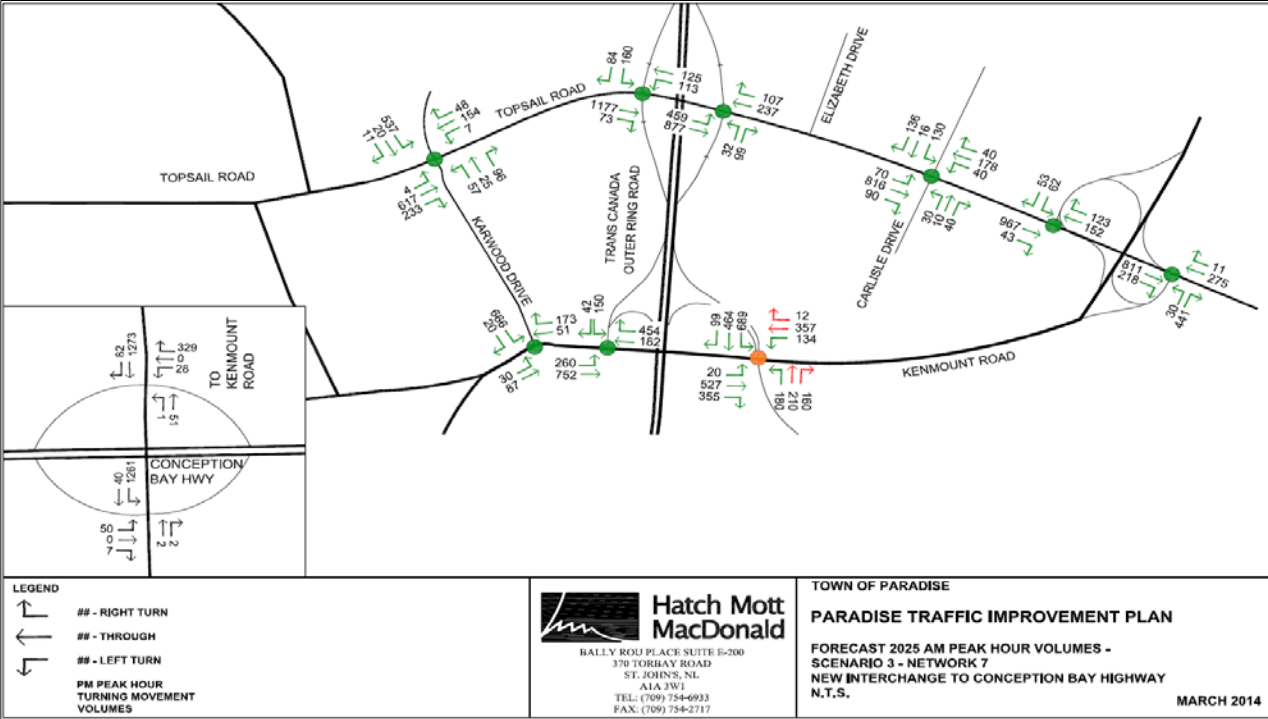 ELIZABETH DRIVE
84
160
125
113
1177
73
459
877
107
237
32
99
TOPSAIL ROAD
48
154
7
537
20
11
136
16
130
40
178
40
TOPSAIL ROAD
4
617
233
57
25
96
TRANS CANADA
OUTER RING ROAD
70
816
90
30
10
40
53
62
123
152
967
43
KARWOOD DRIVE
CARLISLE DRIVE
811
218
11
275
30
441
666
20
173
51
42
150
454
182
99
464
689
12
357
134
30
87
260
752
20
527
355
180
210
160
KENMOUNT ROAD
62
1273
329
0
28
TO
KENMOUNT
ROAD
1
51
CONCEPTION
BAY HWY
40
1261
50
0
7
2
2
LEGEND
## - RIGHT TURN
## - THROUGH
## - LEFT TURN
PM PEAK HOUR
TURNING MOVEMENT
VOLUMES
Hatch Mott
MacDonald
BALLY ROU PLACE SUITE E-200
370 TORBAY ROAD
ST. JOHN'S, NL
A1A 3W1
TEL: (709) 754-6933
FAX: (709) 754-2717
TOWN OF PARADISE
PARADISE TRAFFIC IMPROVEMENT PLAN
FORECAST 2025 AM PEAK HOUR VOLUMES -
SCENARIO 3 - NETWORK 7
NEW INTERCHANGE TO CONCEPTION BAY HIGHWAY
N.T.S.
MARCH 2014